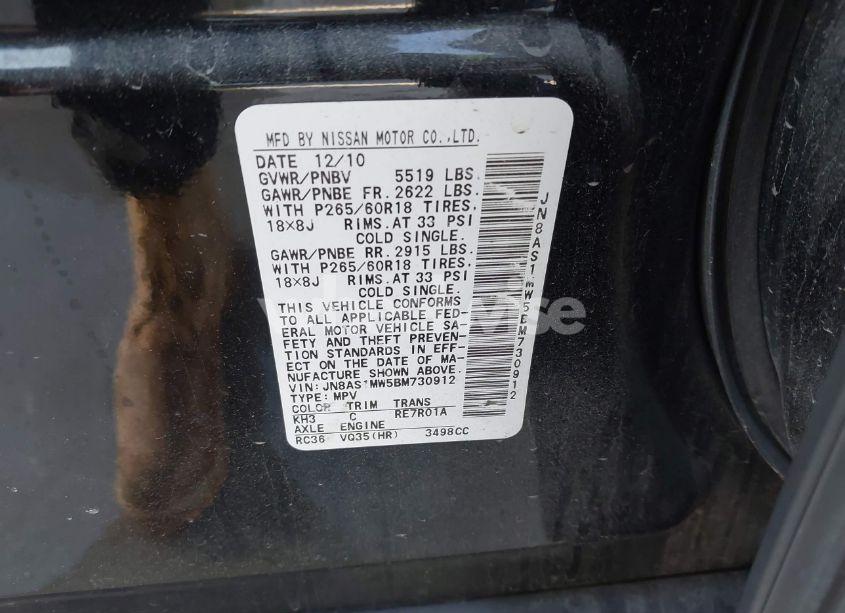 MFD BY NISSAN MOTOR CO.,LTD.
DATE 12/10
GVWR/PNBV 5519 LBS.
GAWR/PNBE FR. 2622 LBS.
WITH P265/60R18 TIRES,
18×8J RIMS.AT 33 PSI
COLD SINGLE.
GAWR/PNBE RR. 2915 LBS.
WITH P265/60R18 TIRES,
18×8J RIMS.AT 33 PSI
COLD SINGLE.
THIS VEHICLE CONFORMS
TO ALL APPLICABLE FED-
ERAL MOTOR VEHICLE SA-
FETY AND THEFT PREVEN-
TION STANDARDS IN EFF-
ECT ON THE DATE OF MA-
NUFACTURE SHOWN ABOVE.
VIN:JN8AS1MW5BM730912
TYPE:MPV
COLOR TRIM TRANS
KH3 C RE7R01A
AXLE ENGINE
RC36 VQ35(HR) 3498CC
JN8AS1MW5BM730912